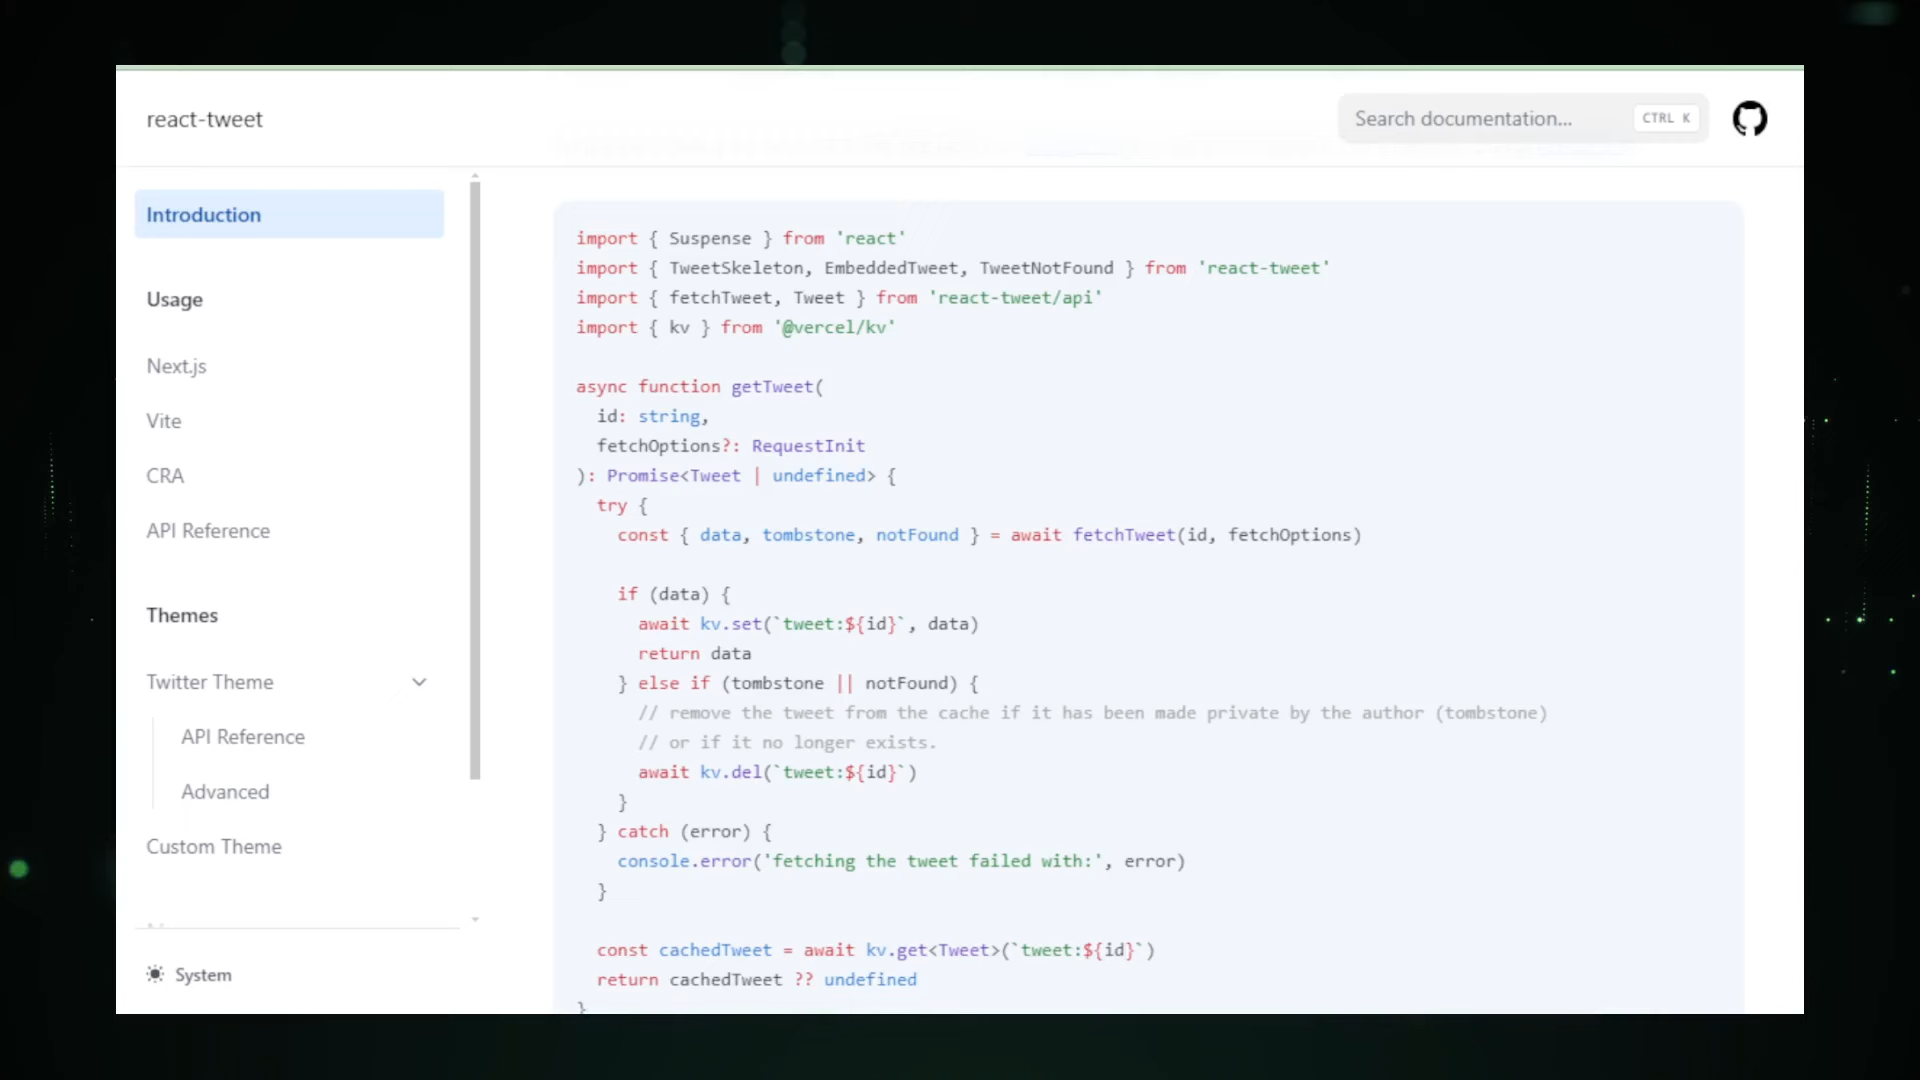 react-tweet
Search documentation...
CTRL K
Introduction
Usage
Next.js
Vite
CRA
API Reference
Themes
Twitter Theme
API Reference
Advanced
Custom Theme
System
import { Suspense } from 'react'
import { TweetSkeleton, EmbeddedTweet, TweetNotFound } from 'react-tweet'
import { fetchTweet, Tweet } from 'react-tweet/api'
import { kv } from '@vercel/kv'

async function getTweet(
  id: string,
  fetchOptions?: RequestInit
): Promise<Tweet | undefined> {
  try {
    const { data, tombstone, notFound } = await fetchTweet(id, fetchOptions)

    if (data) {
      await kv.set(`tweet:${id}`, data)
      return data
    } else if (tombstone || notFound) {
      // remove the tweet from the cache if it has been made private by the author (tombstone)
      // or if it no longer exists.
      await kv.del(`tweet:${id}`)
    }
  } catch (error) {
    console.error('fetching the tweet failed with:', error)
  }

  const cachedTweet = await kv.get<Tweet>(`tweet:${id}`)
  return cachedTweet ?? undefined
}